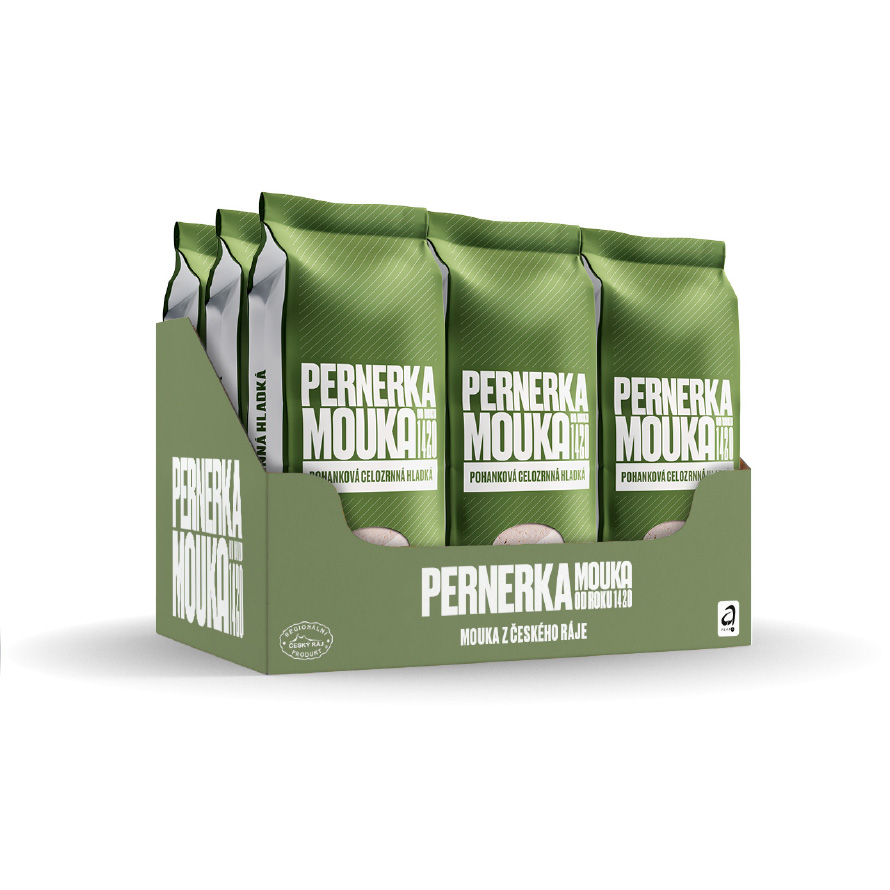 NNÁ HLADKÁ
PERNERKA
MOUKA OD ROKU 1420
POHANKOVÁ CELOZRNNÁ HLADKÁ
PERNERKA
MOUKA OD ROKU 1420
POHANKOVÁ CELOZRNNÁ HLADKÁ
PERNERKA
MOUKA OD ROKU 1420
POHANKOVÁ CELOZRNNÁ HLADK
PERNERKA
MOUKA OD ROKU 1420
PERNERKA MOUKA
OD ROKU 1420
MOUKA Z ČESKÉHO RÁJE
REGIONÁLNÍ
ČESKÝ RÁJ
PRODUKT